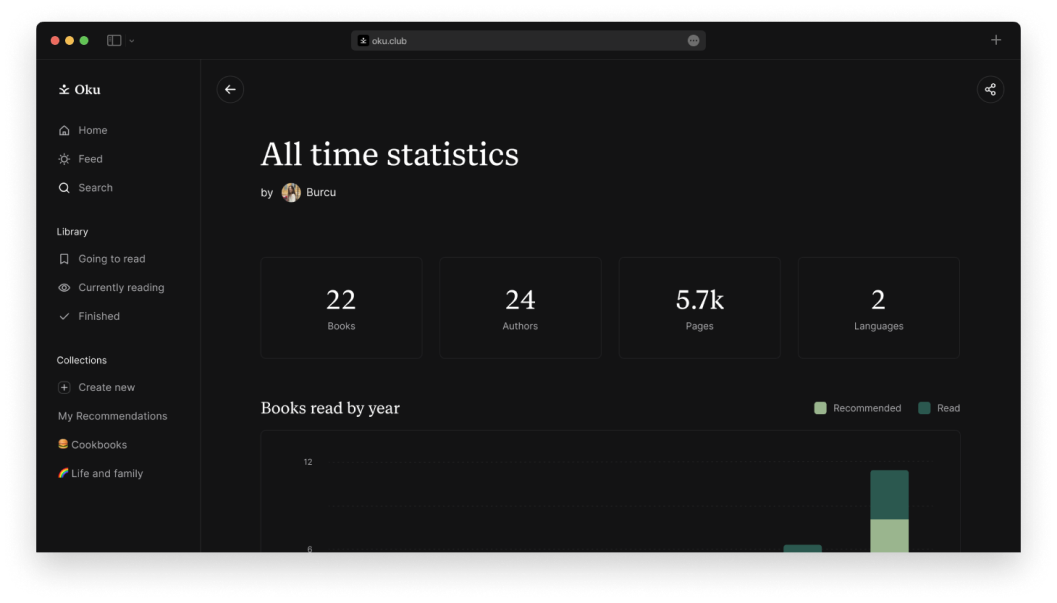 oku.club
Oku
Home
Feed
Search
Library
Going to read
Currently reading
Finished
Collections
Create new
My Recommendations
🍔 Cookbooks
🌈 Life and family
All time statistics
by Burcu
22
Books
24
Authors
5.7k
Pages
2
Languages
Books read by year
Recommended
Read
12
6